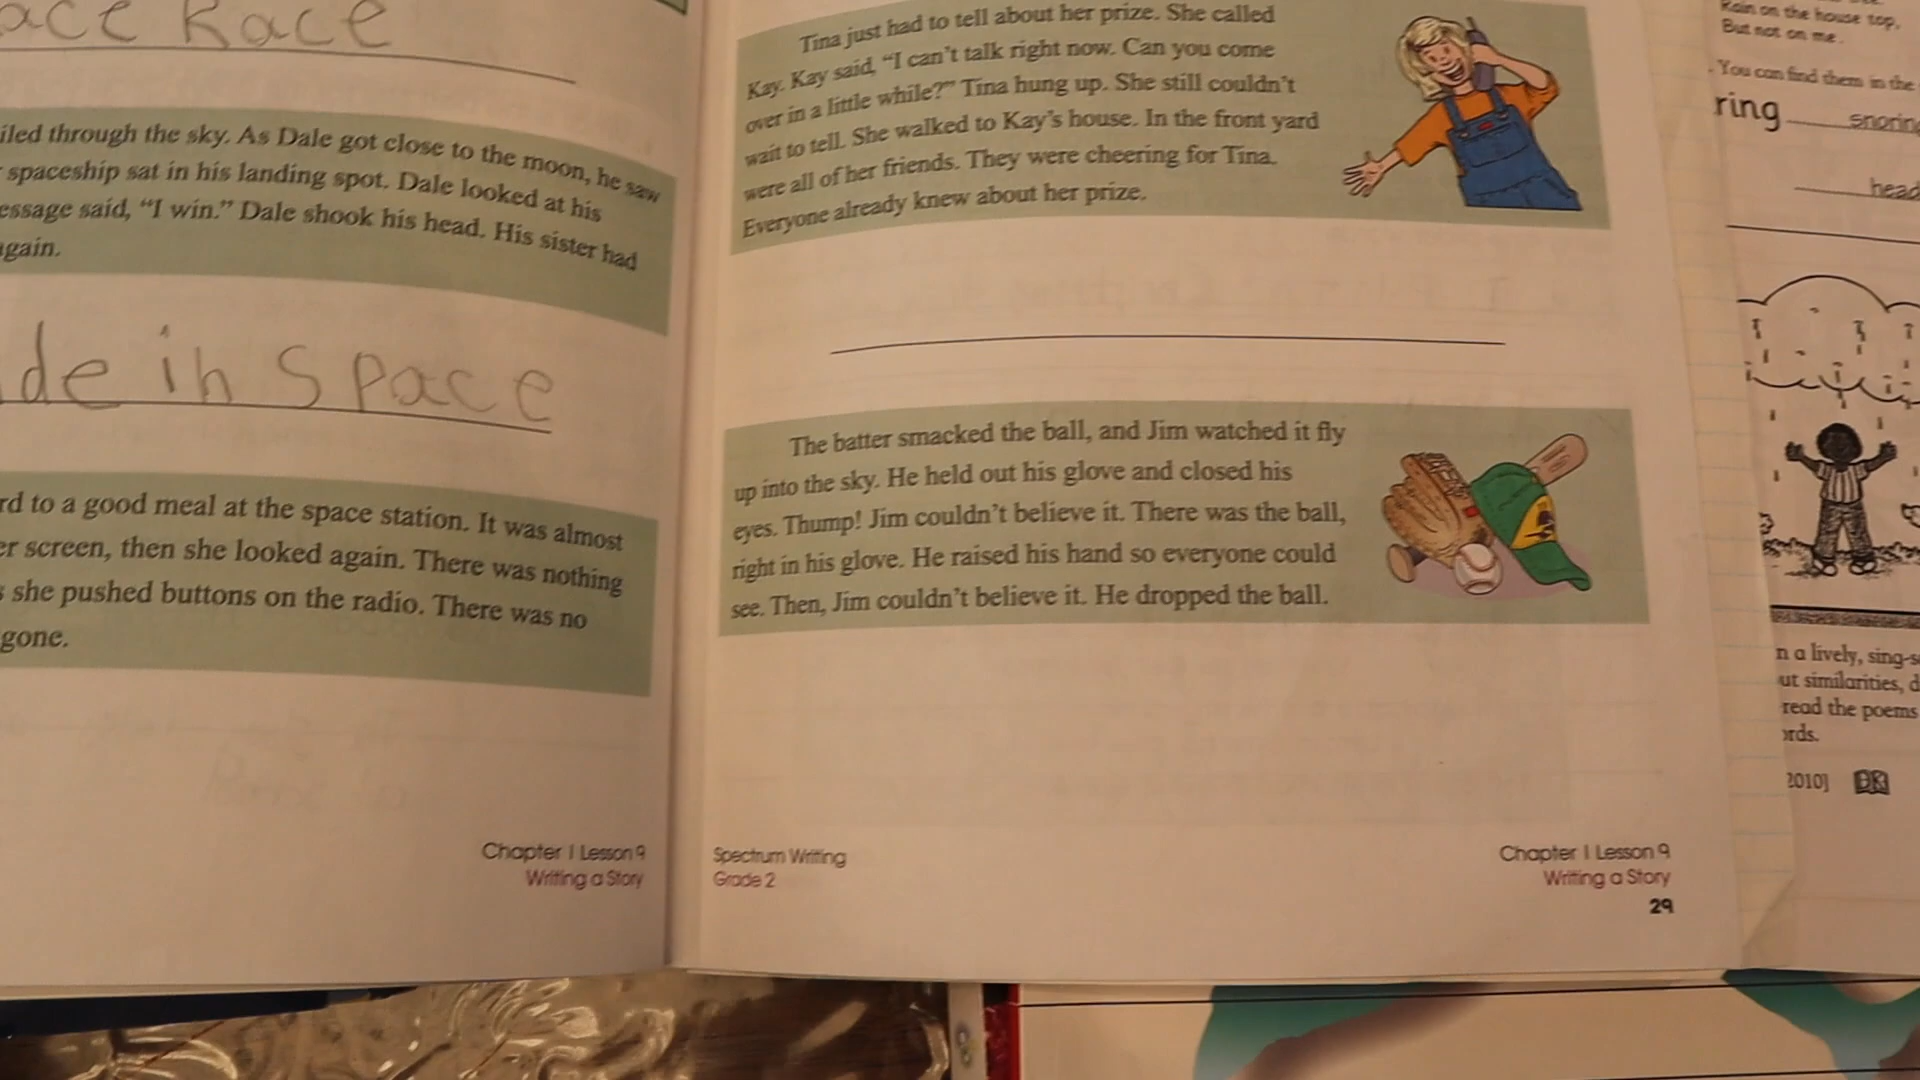 ace Race
iled through the sky. As Dale got close to the moon, he saw
spaceship sat in his landing spot. Dale looked at his
essage said, "I win." Dale shook his head. His sister had
gain.
de in Space
rd to a good meal at the space station. It was almost
er screen, then she looked again. There was nothing
s she pushed buttons on the radio. There was no
gone.
Chapter 1 Lesson 9
Writing a Story
Tina just had to tell about her prize. She called
Kay. Kay said, "I can't talk right now. Can you come
over in a little while?" Tina hung up. She still couldn't
wait to tell. She walked to Kay's house. In the front yard
were all of her friends. They were cheering for Tina.
Everyone already knew about her prize.
The batter smacked the ball, and Jim watched it fly
up into the sky. He held out his glove and closed his
eyes. Thump! Jim couldn't believe it. There was the ball,
right in his glove. He raised his hand so everyone could
see. Then, Jim couldn't believe it. He dropped the ball.
Spectrum Writing
Grade 2
Chapter 1 Lesson 9
Writing a Story
29
Rain on the house top,
But not on me.
You can find them in the
ring snoring
head
n a lively, sing-s
ut similarities, d
read the poems
ords.
2010]